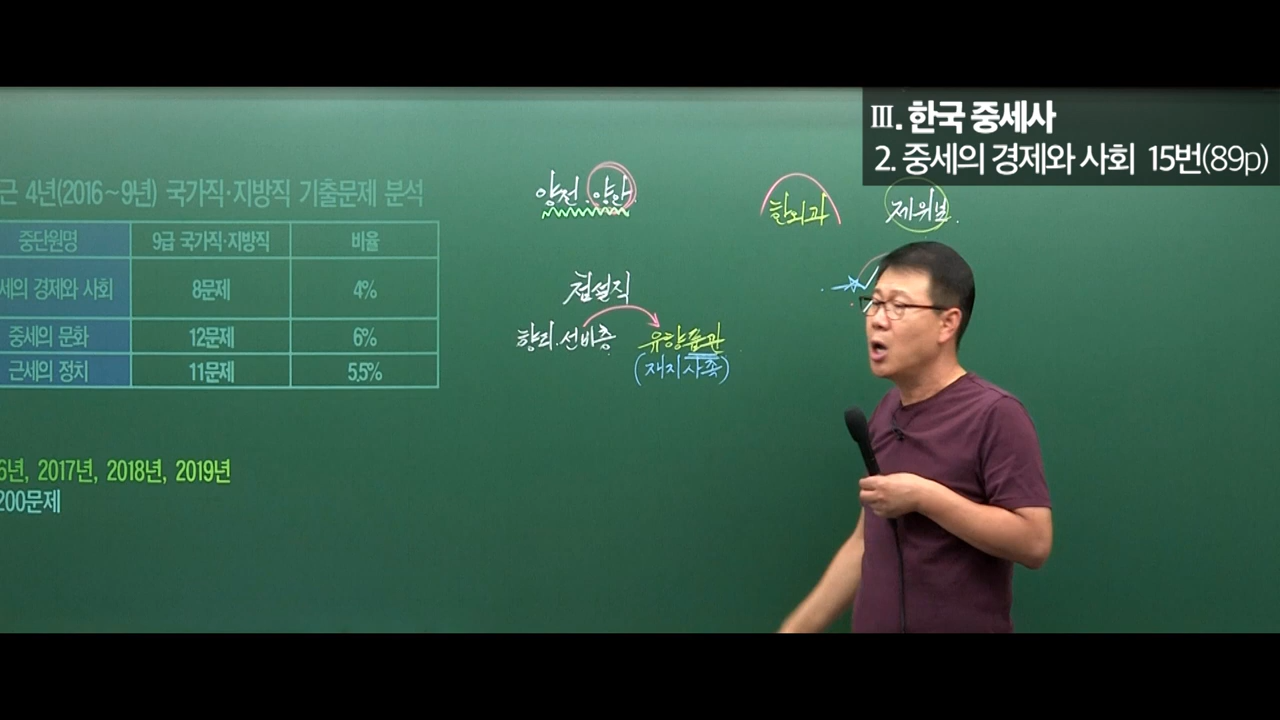 Ⅲ. 한국 중세사
2. 중세의 경제와 사회 15번(89p)
근 4년(2016~9년) 국가직·지방직 기출문제 분석
중단원명 9급 국가직·지방직 비율
세의 경제와 사회 8문제 4%
중세의 문화 12문제 6%
근세의 정치 11문제 5.5%
6년, 2017년, 2018년, 2019년
200문제
양전.양안.
한외과
제위보.
첨설직
향리.선비층 유향품관
(재지사족)